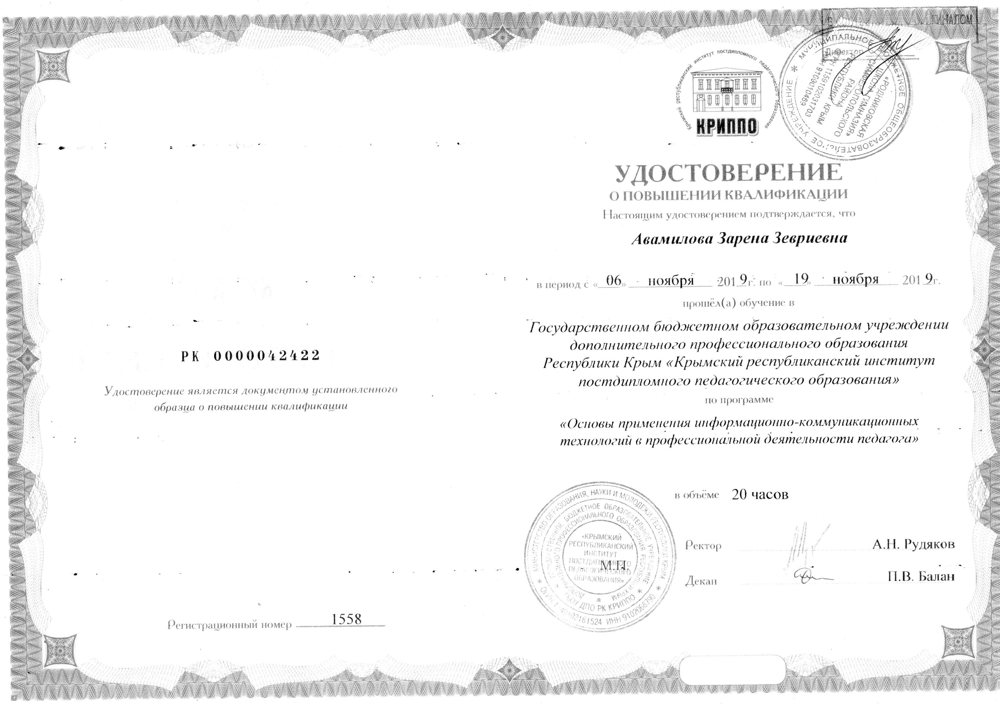 РК 0000042422
Удостоверение является документом установленного
образца о повышении квалификации
Регистрационный номер 1558
Крымский республиканский институт постдипломного педагогического образования
КРИППО
ИНАЛОМ
Директор
МУНИЦИПАЛЬНОЕ БЮДЖЕТНОЕ ОБЩЕОБРАЗОВАТЕЛЬНОЕ УЧРЕЖДЕНИЕ
«РОДНИКОВСКАЯ
ШКОЛА-ГИМНАЗИЯ»
СИМФЕРОПОЛЬСКОГО
РАЙОНА
РЕСПУБЛИКИ КРЫМ
ОГРН 1159102031703
ИНН 9109010469
УДОСТОВЕРЕНИЕ
О ПОВЫШЕНИИ КВАЛИФИКАЦИИ
Настоящим удостоверением подтверждается, что
Авамилова Зарена Зевриевна
в период с «06» ноября 2019г. по «19» ноября 2019г.
прошёл(а) обучение в
Государственном бюджетном образовательном учреждении
дополнительного профессионального образования
Республики Крым «Крымский республиканский институт
постдипломного педагогического образования»
по программе
«Основы применения информационно-коммуникационных
технологий в профессиональной деятельности педагога»
в объёме 20 часов
Ректор А.Н. Рудяков
Декан П.В. Балан
М.П.
МИНИСТЕРСТВО ОБРАЗОВАНИЯ, НАУКИ И МОЛОДЕЖИ РЕСПУБЛИКИ КРЫМ
ГОСУДАРСТВЕННОЕ БЮДЖЕТНОЕ ОБРАЗОВАТЕЛЬНОЕ УЧРЕЖДЕНИЕ
ДОПОЛНИТЕЛЬНОГО ПРОФЕССИОНАЛЬНОГО ОБРАЗОВАНИЯ РЕСПУБЛИКИ КРЫМ
«КРЫМСКИЙ
РЕСПУБЛИКАНСКИЙ
ИНСТИТУТ
ПОСТДИПЛОМНОГО
ПЕДАГОГИЧЕСКОГО
ОБРАЗОВАНИЯ»
ГБОУ ДПО РК КРИППО
ИНН 9102066790